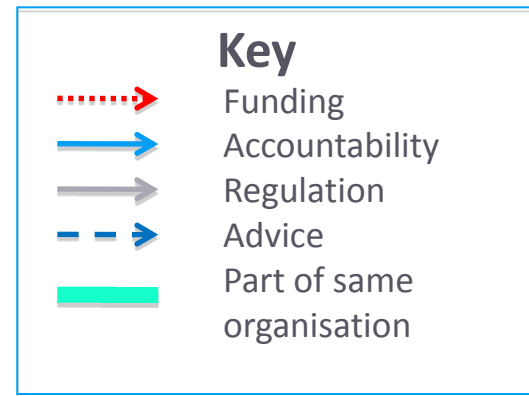 Key
Funding
Accountability
Regulation
Advice
Part of same
organisation